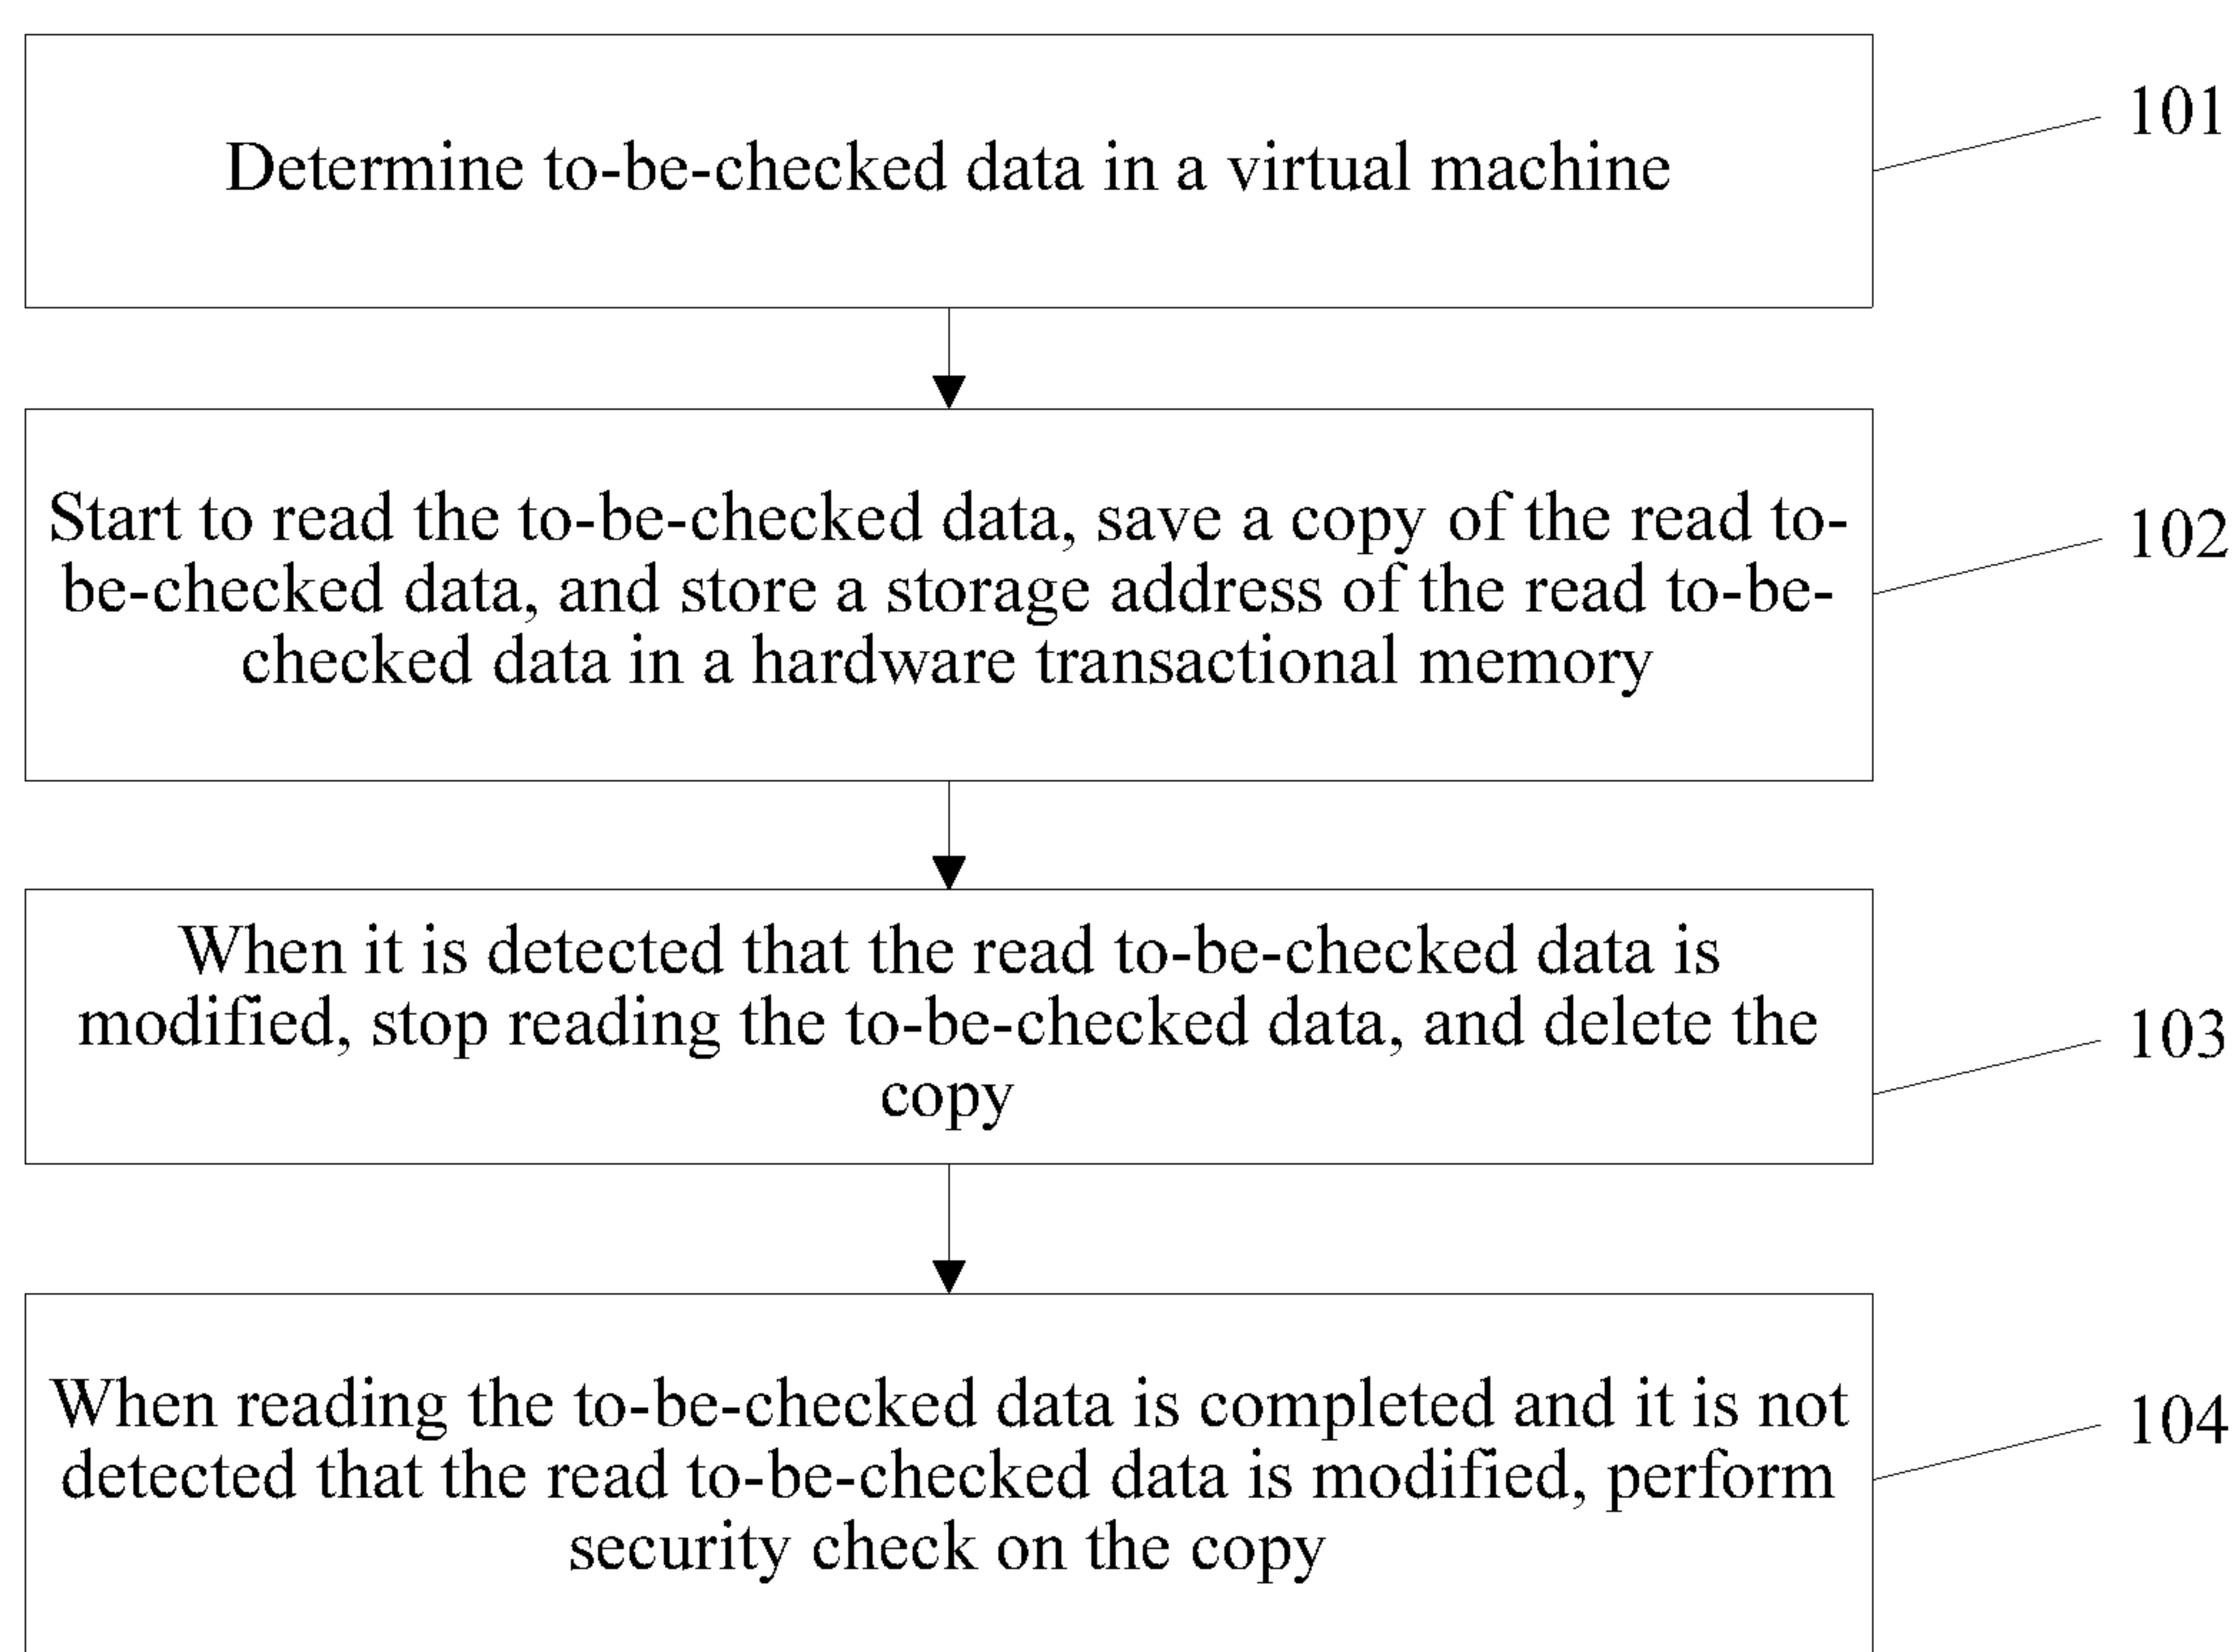 Determine to-be-checked data in a virtual machine
101
Start to read the to-be-checked data, save a copy of the read to-
be-checked data, and store a storage address of the read to-be-
checked data in a hardware transactional memory
102
When it is detected that the read to-be-checked data is
modified, stop reading the to-be-checked data, and delete the
copy
103
When reading the to-be-checked data is completed and it is not
detected that the read to-be-checked data is modified, perform
security check on the copy
104